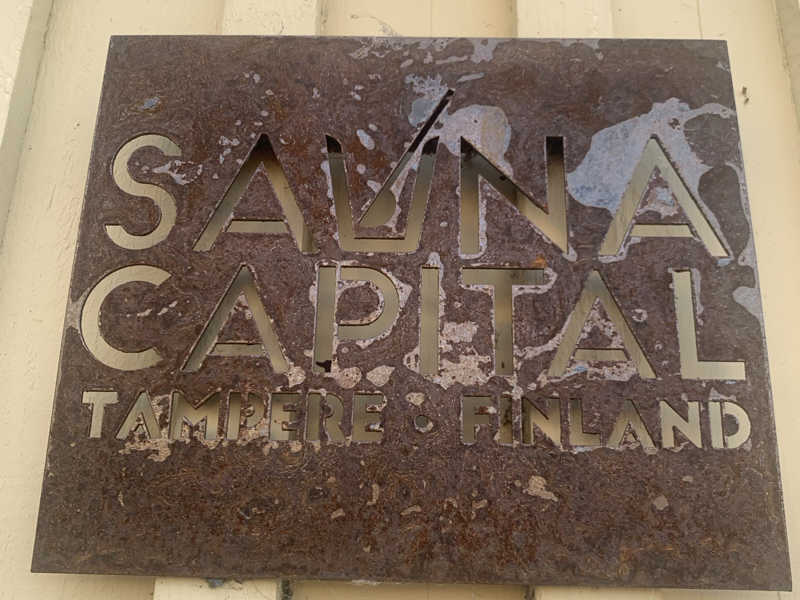 SAUNA
CAPITAL
TAMPERE · FINLAND